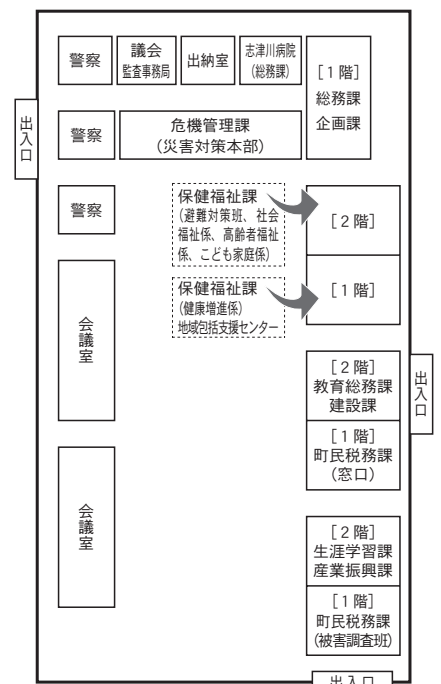 警察
議会
監査事務局
出納室
志津川病院
(総務課)
[1階]
総務課
企画課
出入口
警察
危機管理課
(災害対策本部)
警察
保健福祉課
(避難対策班、社会
福祉係、高齢者福祉
係、こども家庭係)
[2階]
保健福祉課
(健康増進係)
地域包括支援センター
[1階]
会議室
[2階]
教育総務課
建設課
出入口
[1階]
町民税務課
(窓口)
会議室
[2階]
生涯学習課
産業振興課
[1階]
町民税務課
(被害調査班)
出入口